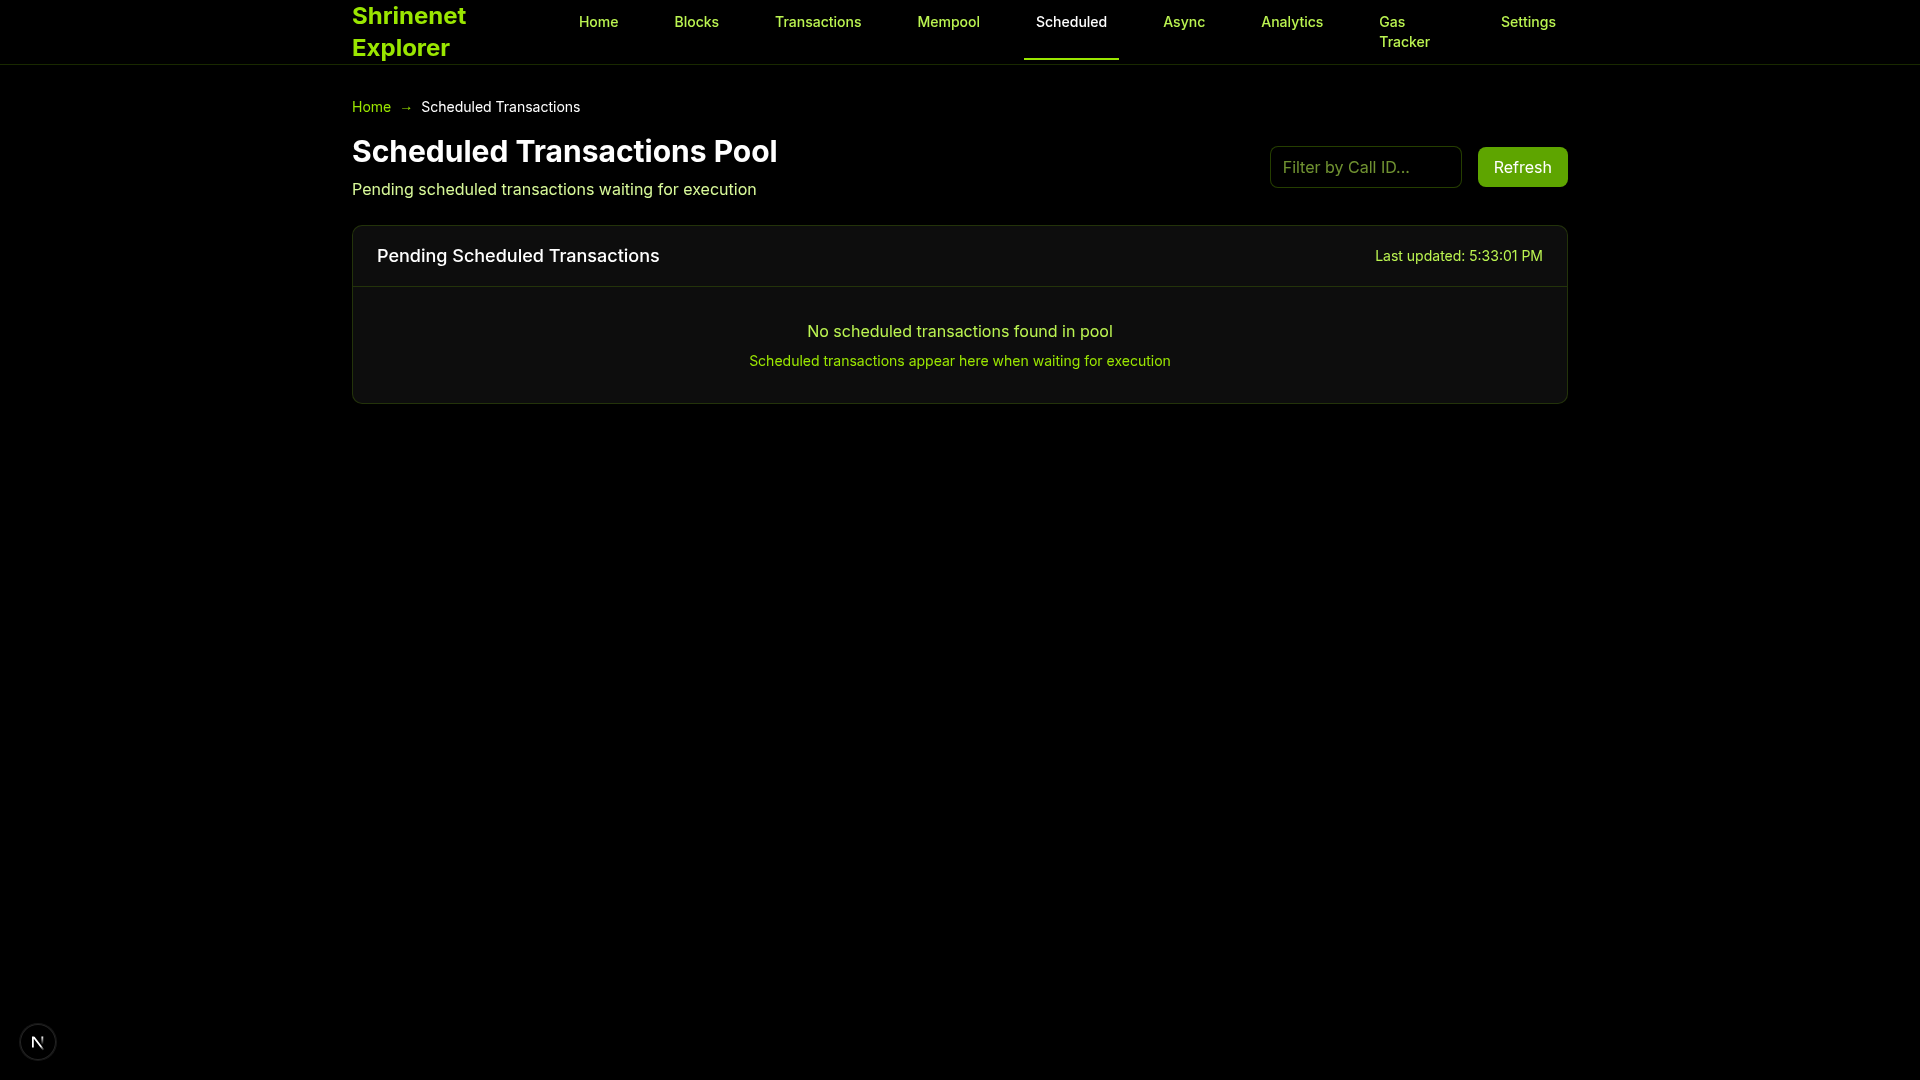 Shrinenet
Explorer
Home
Blocks
Transactions
Mempool
Scheduled
Async
Analytics
Gas
Tracker
Settings
Home → Scheduled Transactions
Scheduled Transactions Pool
Pending scheduled transactions waiting for execution
Filter by Call ID...
Refresh
Pending Scheduled Transactions
Last updated: 5:33:01 PM
No scheduled transactions found in pool
Scheduled transactions appear here when waiting for execution
N